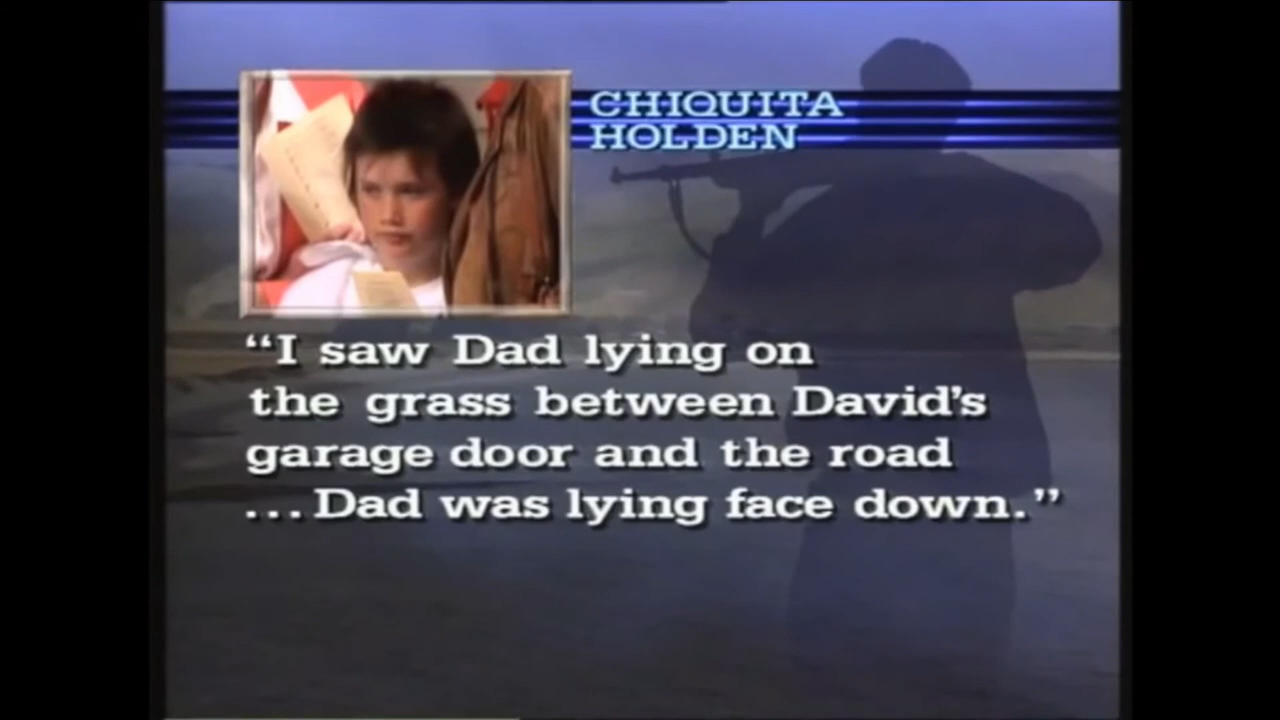 CHIQUITA
HOLDEN
“I saw Dad lying on
the grass between David’s
garage door and the road
...Dad was lying face down.”